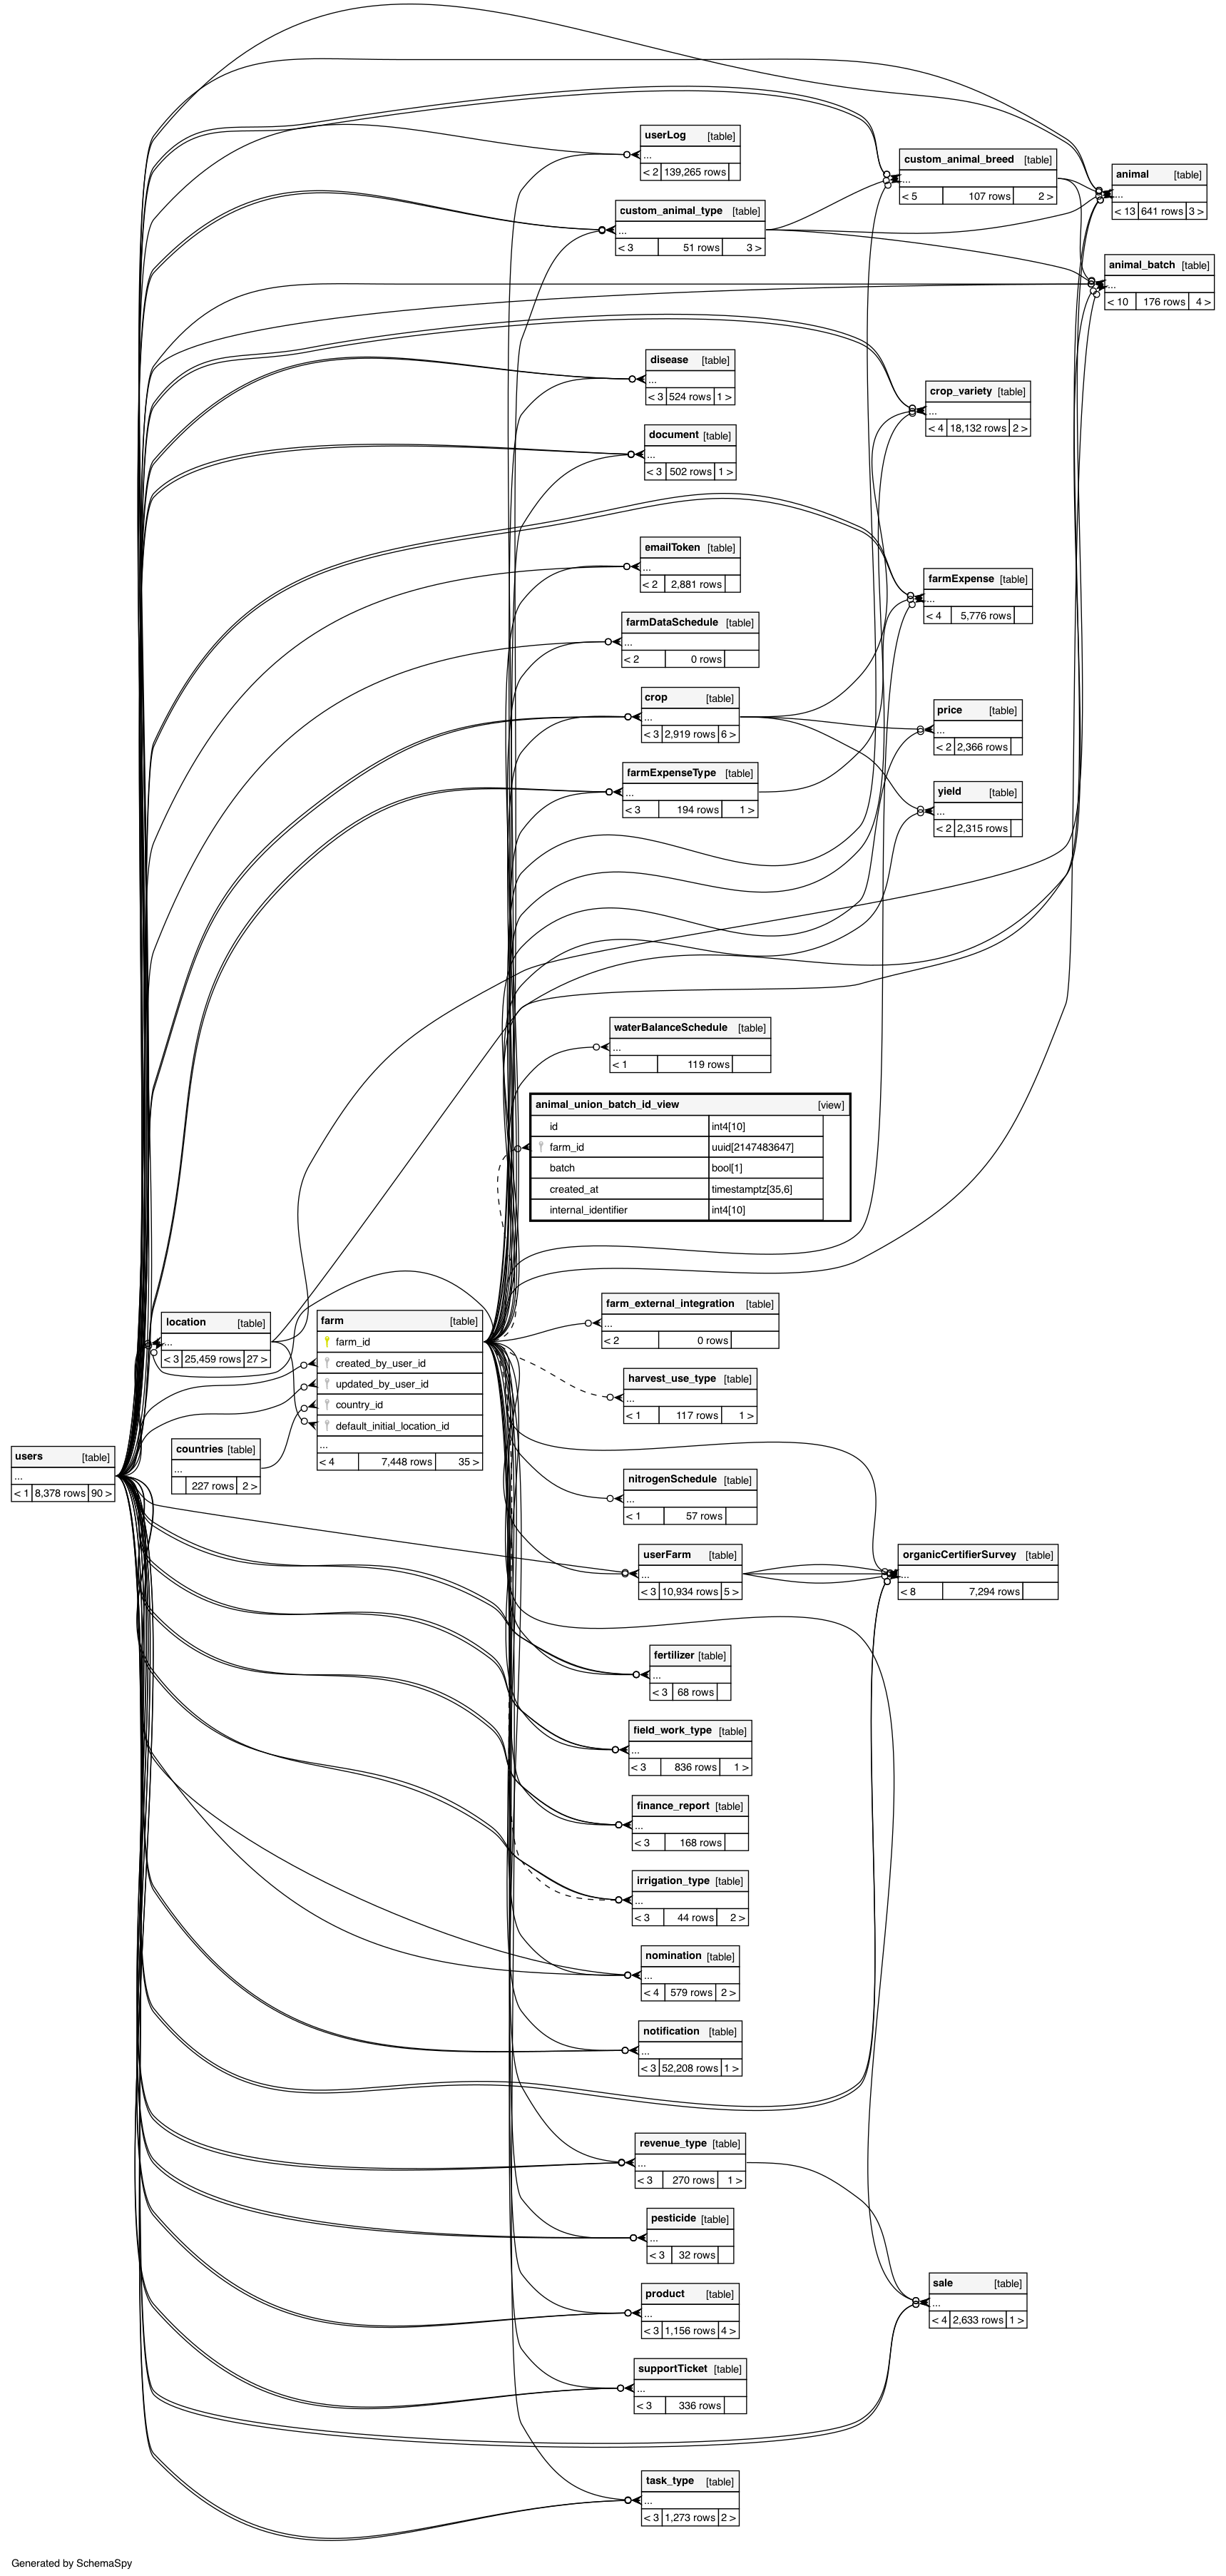 userLog [table]
...
< 2 139,265 rows
custom_animal_breed [table]
...
< 5 107 rows 2 >
animal [table]
...
< 13 641 rows 3 >
custom_animal_type [table]
...
< 3 51 rows 3 >
animal_batch [table]
...
< 10 176 rows 4 >
disease [table]
...
< 3 524 rows 1 >
crop_variety [table]
...
< 4 18,132 rows 2 >
document [table]
...
< 3 502 rows 1 >
emailToken [table]
...
< 2 2,881 rows
farmExpense [table]
...
< 4 5,776 rows
farmDataSchedule [table]
...
< 2 0 rows
crop [table]
...
< 3 2,919 rows 6 >
price [table]
...
< 2 2,366 rows
farmExpenseType [table]
...
< 3 194 rows 1 >
yield [table]
...
< 2 2,315 rows
waterBalanceSchedule [table]
...
< 1 119 rows
animal_union_batch_id_view [view]
id int4[10]
farm_id uuid[2147483647]
batch bool[1]
created_at timestamptz[35,6]
internal_identifier int4[10]
location [table]
...
< 3 25,459 rows 27 >
farm [table]
farm_id
created_by_user_id
updated_by_user_id
country_id
default_initial_location_id
...
< 4 7,448 rows 35 >
farm_external_integration [table]
...
< 2 0 rows
harvest_use_type [table]
...
< 1 117 rows 1 >
users [table]
...
< 1 8,378 rows 90 >
countries [table]
...
227 rows 2 >
nitrogenSchedule [table]
...
< 1 57 rows
userFarm [table]
...
< 3 10,934 rows 5 >
organicCertifierSurvey [table]
...
< 8 7,294 rows
fertilizer [table]
...
< 3 68 rows
field_work_type [table]
...
< 3 836 rows 1 >
finance_report [table]
...
< 3 168 rows
irrigation_type [table]
...
< 3 44 rows 2 >
nomination [table]
...
< 4 579 rows 2 >
notification [table]
...
< 3 52,208 rows 1 >
revenue_type [table]
...
< 3 270 rows 1 >
pesticide [table]
...
< 3 32 rows
product [table]
...
< 3 1,156 rows 4 >
sale [table]
...
< 4 2,633 rows 1 >
supportTicket [table]
...
< 3 336 rows
task_type [table]
...
< 3 1,273 rows 2 >
Generated by SchemaSpy